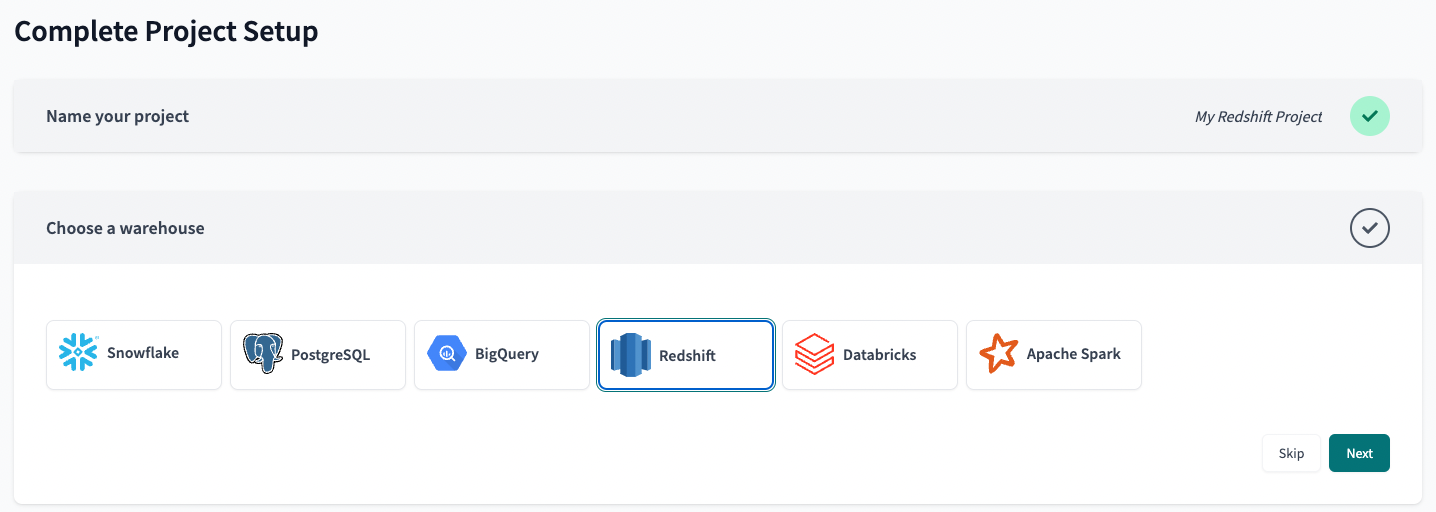 Complete Project Setup
Name your project
My Redshift Project
Choose a warehouse
Snowflake
PostgreSQL
BigQuery
Redshift
Databricks
Apache Spark
Skip
Next